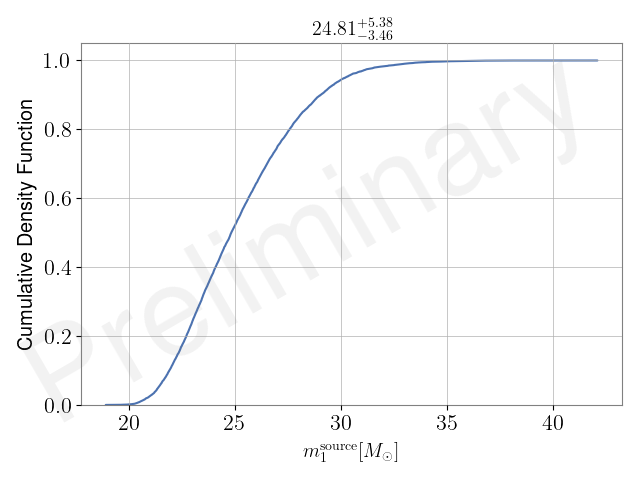 24.81^{+5.38}_{-3.46}
Cumulative Density Function
1.0
0.8
0.6
0.4
0.2
0.0
Preliminary
20 25 30 35 40
m_1^{source}[M_⊙]